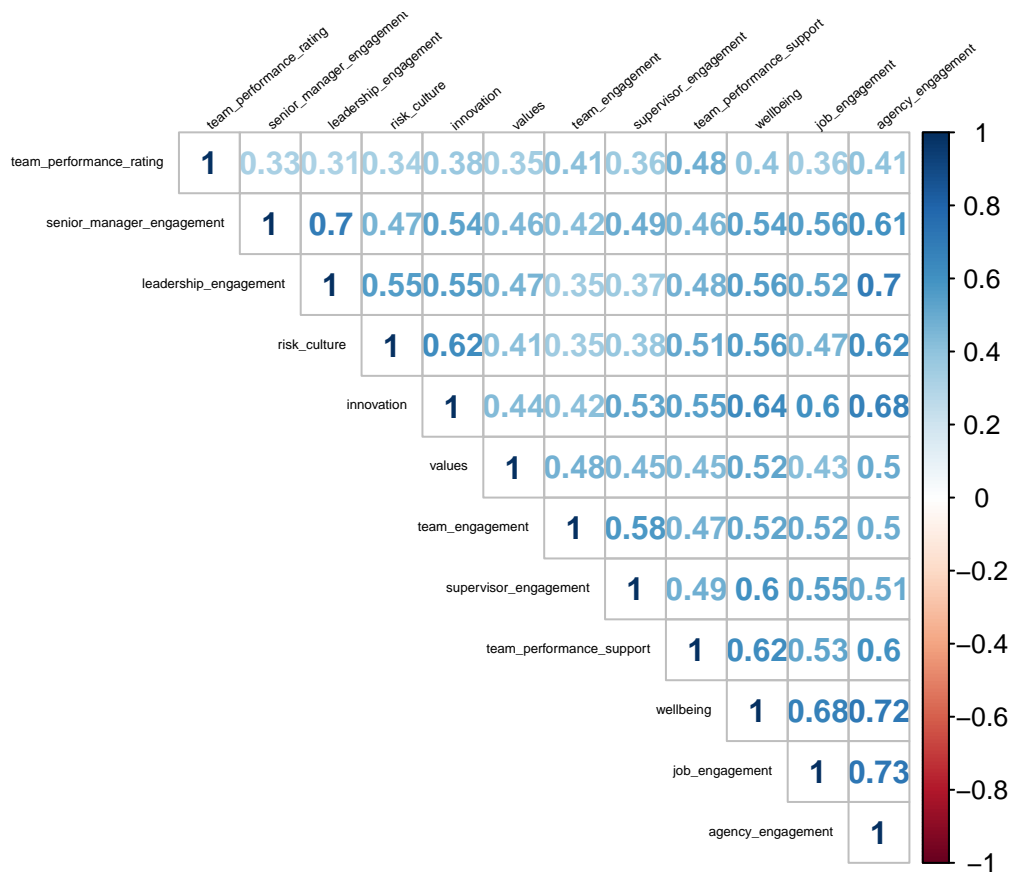 team_performance_rating
senior_manager_engagement
leadership_engagement
risk_culture
innovation
values
team_engagement
supervisor_engagement
team_performance_support
wellbeing
job_engagement
agency_engagement
team_performance_rating 1 0.33 0.31 0.34 0.38 0.35 0.41 0.36 0.48 0.4 0.36 0.41
senior_manager_engagement 1 0.7 0.47 0.54 0.46 0.42 0.49 0.46 0.54 0.56 0.61
leadership_engagement 1 0.55 0.55 0.47 0.35 0.37 0.48 0.56 0.52 0.7
risk_culture 1 0.62 0.41 0.35 0.38 0.51 0.56 0.47 0.62
innovation 1 0.44 0.42 0.53 0.55 0.64 0.6 0.68
values 1 0.48 0.45 0.45 0.52 0.43 0.5
team_engagement 1 0.58 0.47 0.52 0.52 0.5
supervisor_engagement 1 0.49 0.6 0.55 0.51
team_performance_support 1 0.62 0.53 0.6
wellbeing 1 0.68 0.72
job_engagement 1 0.73
agency_engagement 1
1
0.8
0.6
0.4
0.2
0
−0.2
−0.4
−0.6
−0.8
−1